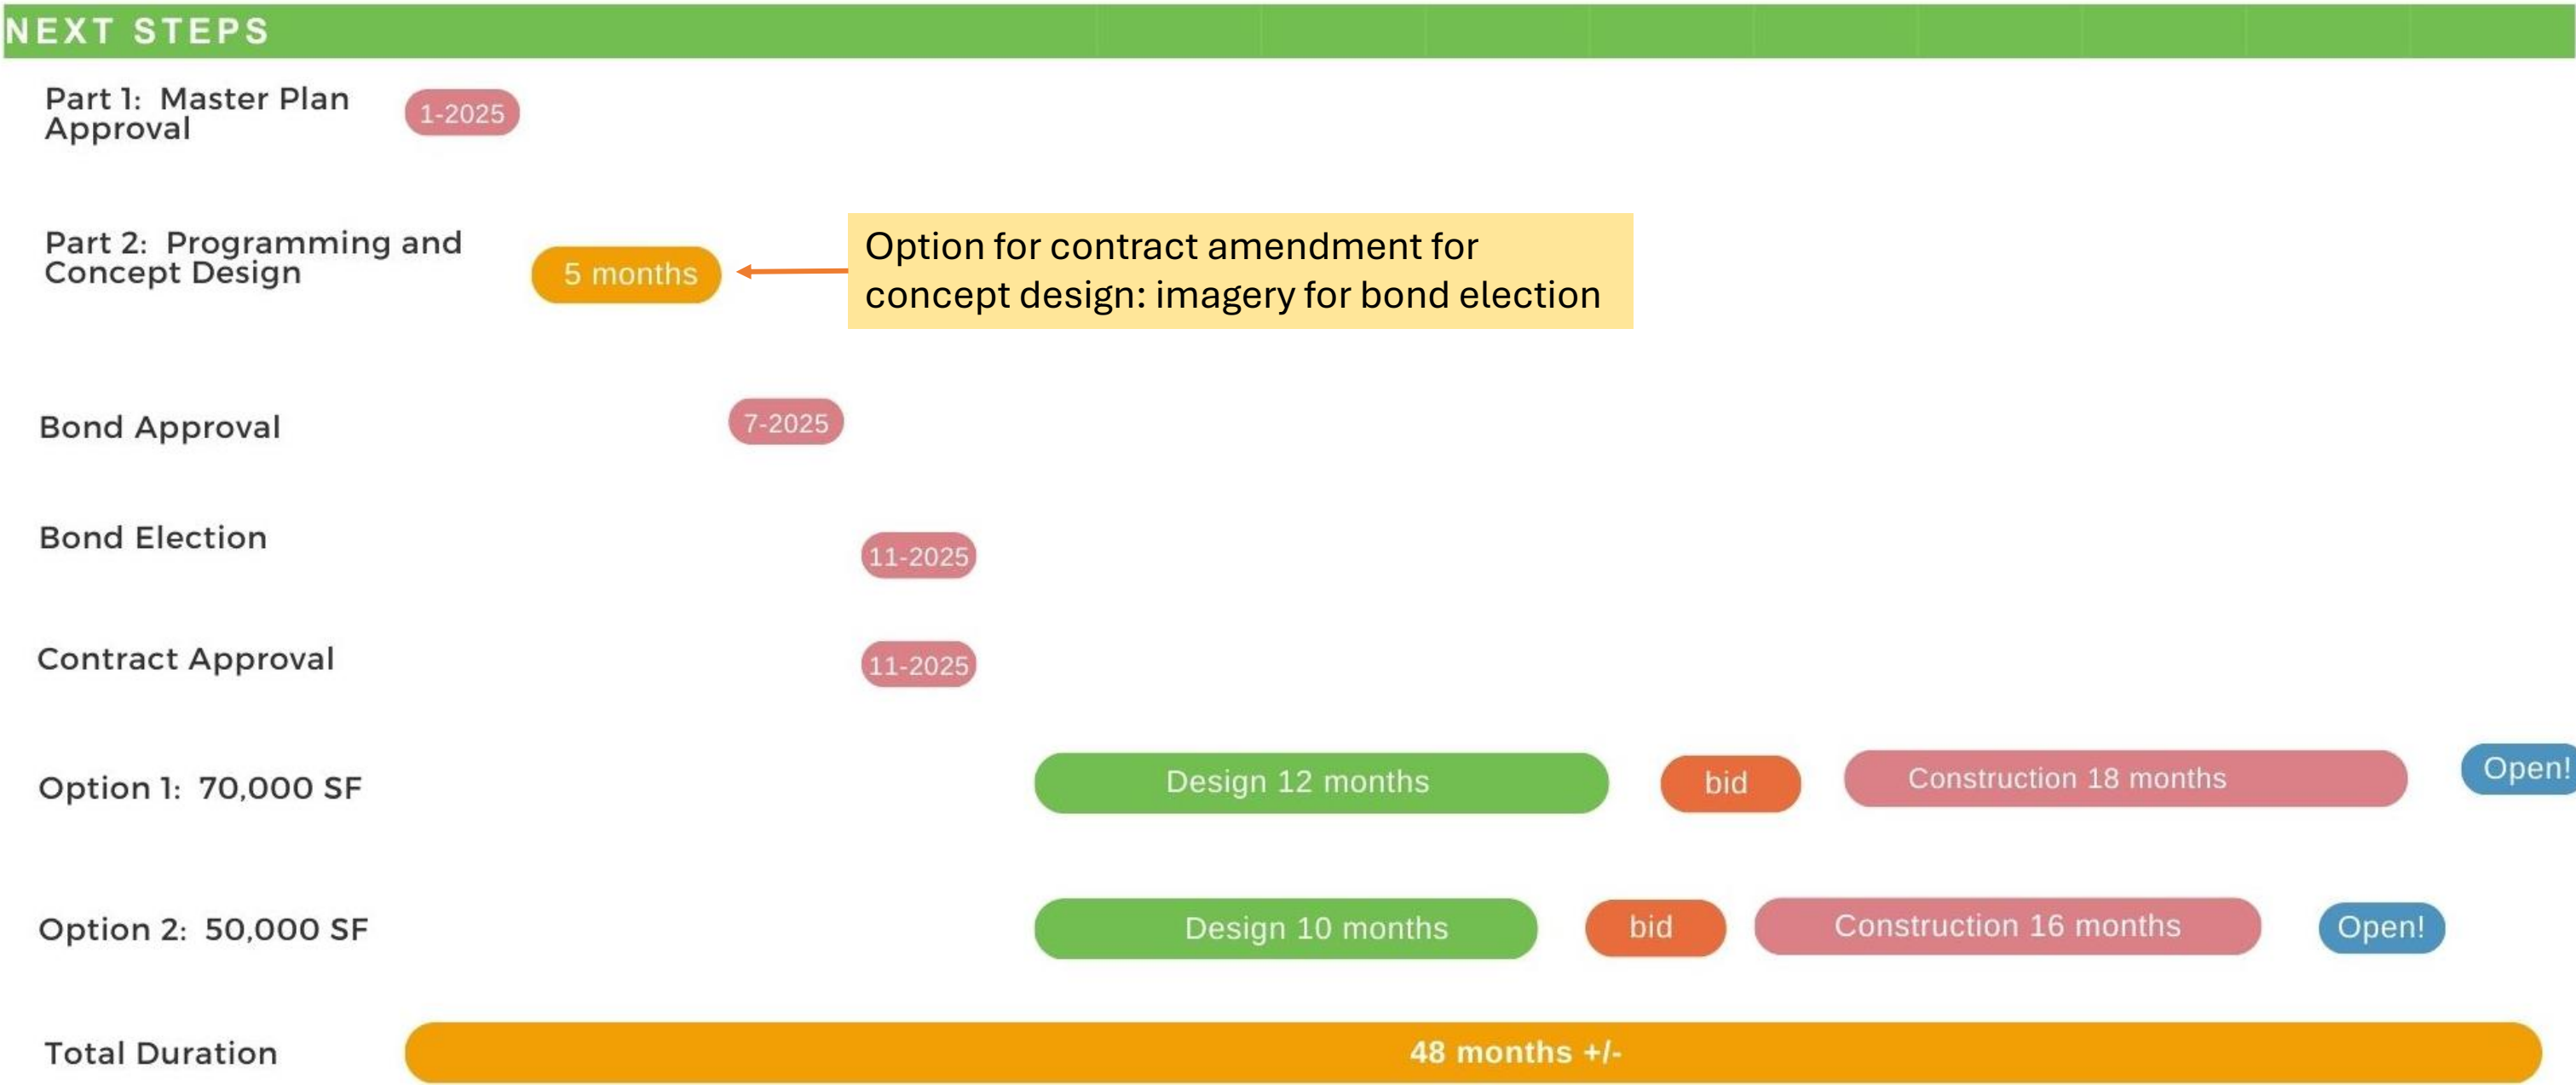 NEXT STEPS
Part 1: Master Plan
Approval
1-2025
Part 2: Programming and
Concept Design
5 months
Option for contract amendment for
concept design: imagery for bond election
Bond Approval
7-2025
Bond Election
11-2025
Contract Approval
11-2025
Option 1: 70,000 SF
Design 12 months
bid
Construction 18 months
Open!
Option 2: 50,000 SF
Design 10 months
bid
Construction 16 months
Open!
Total Duration
48 months +/-